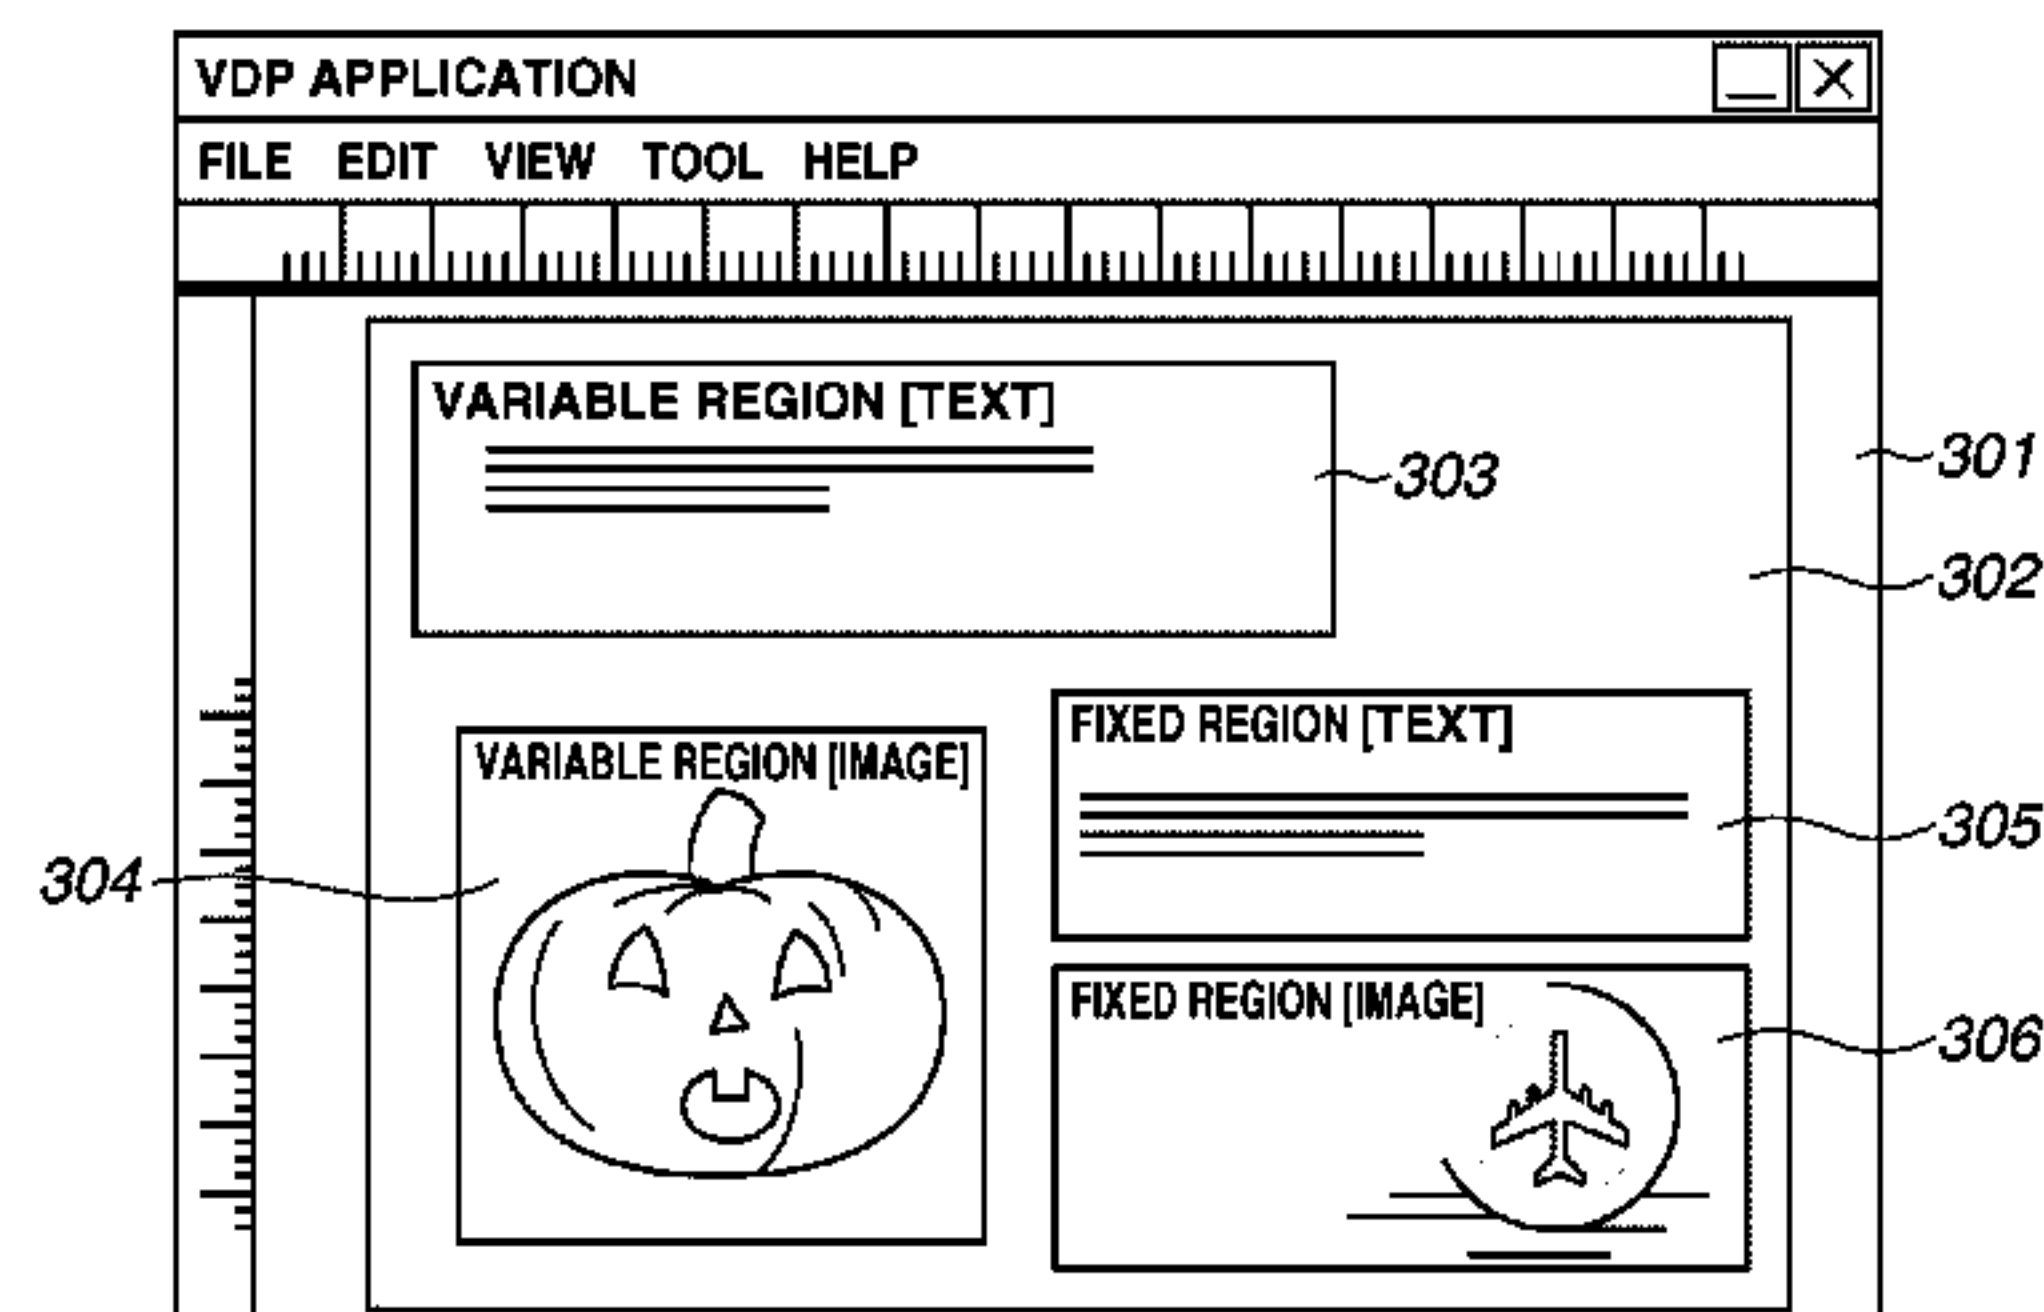 VDP APPLICATION
FILE EDIT VIEW TOOL HELP
VARIABLE REGION [TEXT]
303
301
302
FIXED REGION [TEXT]
VARIABLE REGION [IMAGE]
305
304
FIXED REGION [IMAGE]
306